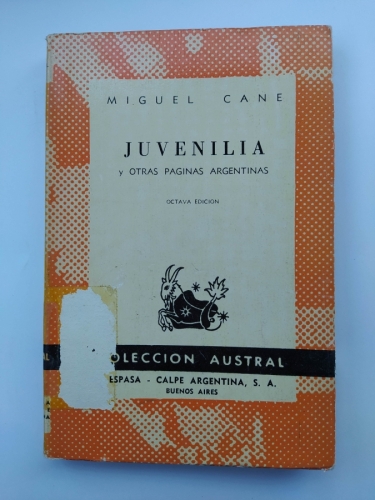 MIGUEL CANE
JUVENILIA
y OTRAS PAGINAS ARGENTINAS
OCTAVA EDICION
OLECCION AUSTRAL
ESPASA - CALPE ARGENTINA, S. A.
BUENOS AIRES